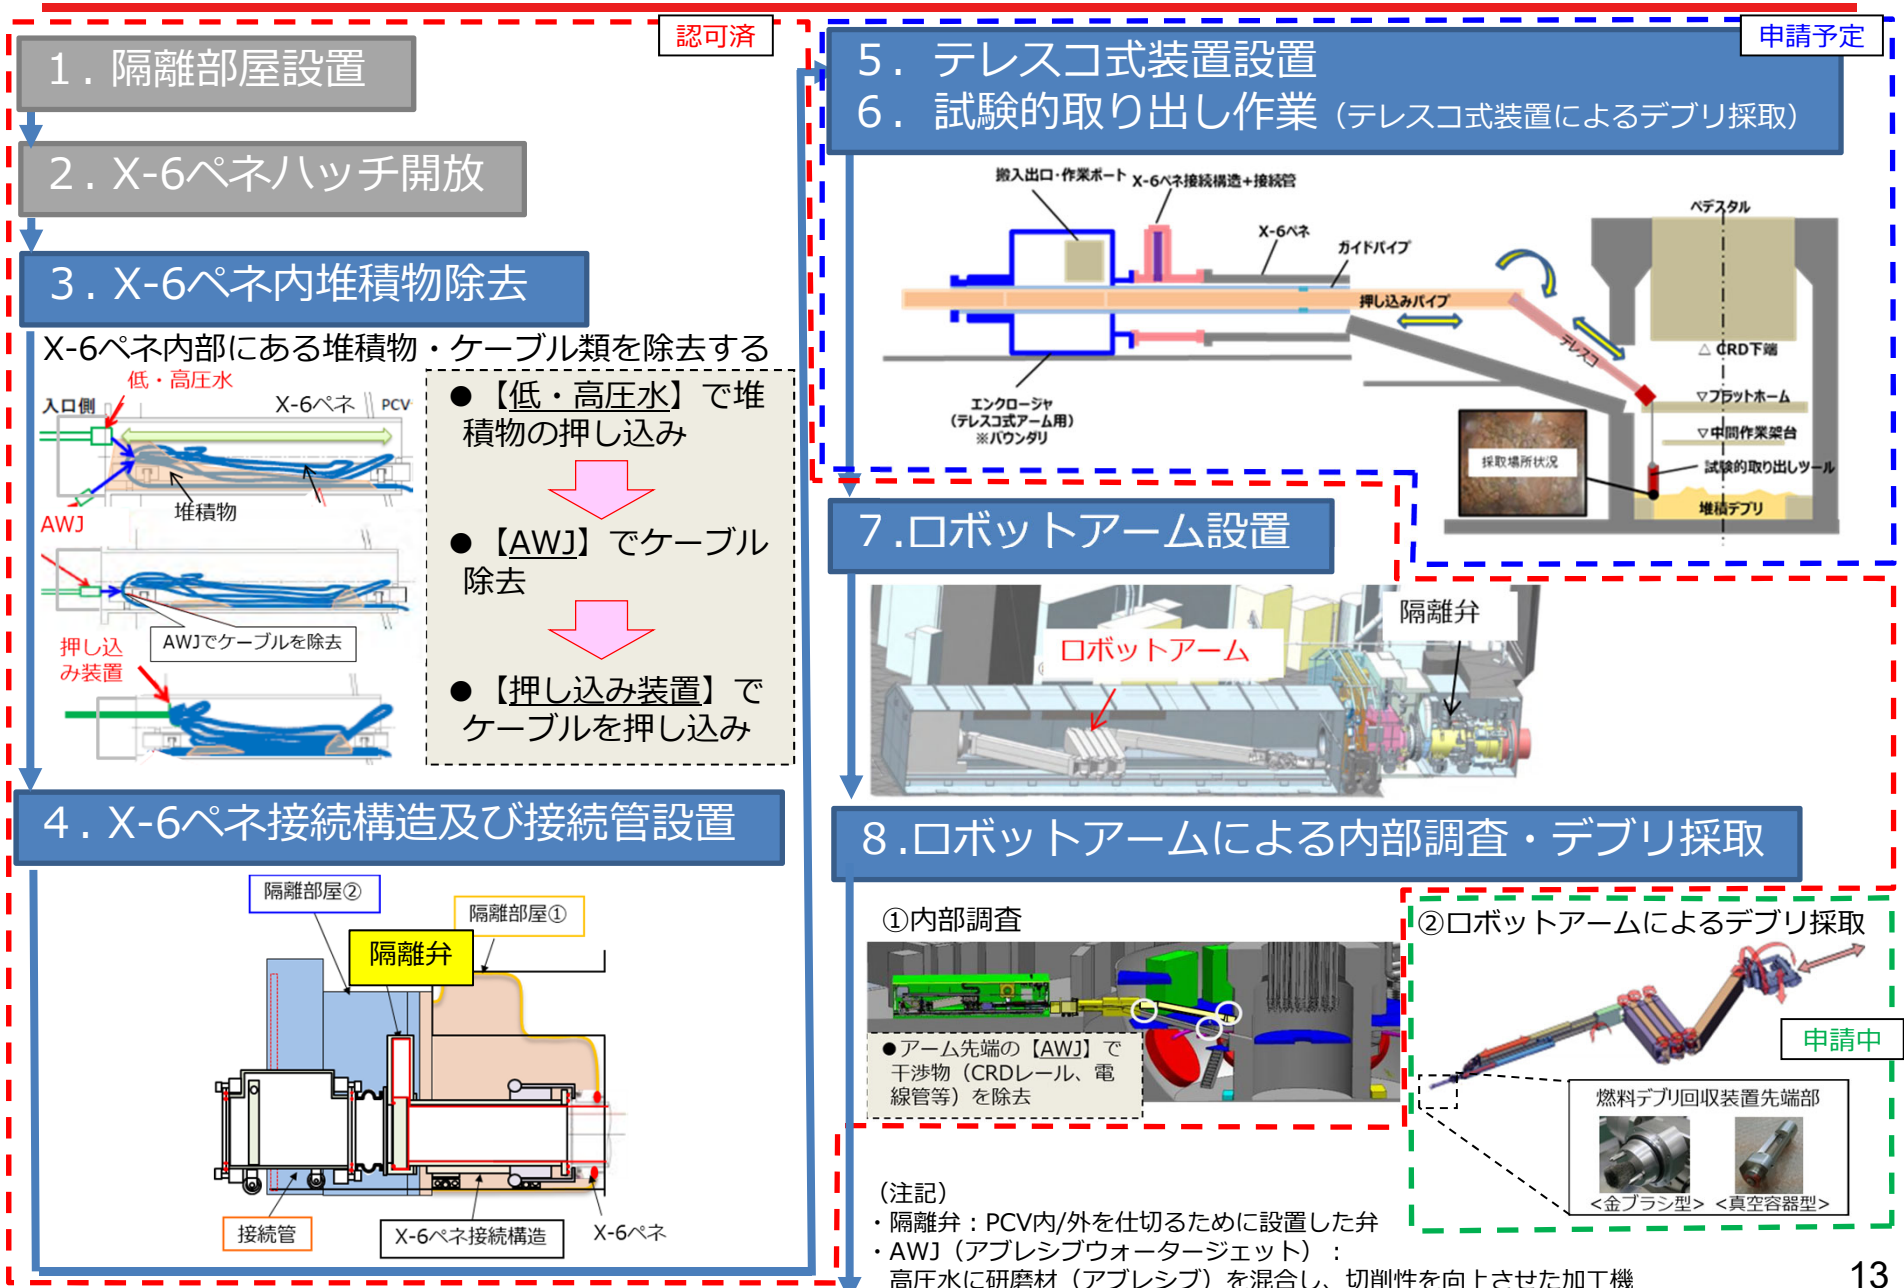 認可済
１. 隔離部屋設置
２. X-6ペネハッチ開放
３. X-6ペネ内堆積物除去
X-6ペネ内部にある堆積物・ケーブル類を除去する
低・高圧水
入口側
X-6ペネ
PCV
堆積物
AWJ
AWJでケーブルを除去
押し込
み装置
●【低・高圧水】で堆
積物の押し込み
●【AWJ】でケーブル
除去
●【押し込み装置】で
ケーブルを押し込み
４. X-6ペネ接続構造及び接続管設置
隔離部屋②
隔離部屋①
隔離弁
接続管
X-6ペネ接続構造
X-6ペネ
申請予定
５. テレスコ式装置設置
６. 試験的取り出し作業（テレスコ式装置によるデブリ採取）
搬入出口・作業ポート
X-6ペネ接続構造+接続管
X-6ペネ
ガイドパイプ
ペデスタル
押し込みパイプ
テレスコ
△ CRD下端
▽プラットホーム
▽中間作業架台
試験的取り出しツール
堆積デブリ
採取場所状況
エンクロージャ
(テレスコ式アーム用)
※バウンダリ
７.ロボットアーム設置
ロボットアーム
隔離弁
８.ロボットアームによる内部調査・デブリ採取
①内部調査
●アーム先端の【AWJ】で
干渉物（CRDレール、電
線管等）を除去
②ロボットアームによるデブリ採取
申請中
燃料デブリ回収装置先端部
<金ブラシ型>
<真空容器型>
（注記）
・隔離弁：PCV内/外を仕切るために設置した弁
・AWJ（アブレシブウォータージェット）：
高圧水に研磨材（アブレシブ）を混合し、切削性を向上させた加工機
13